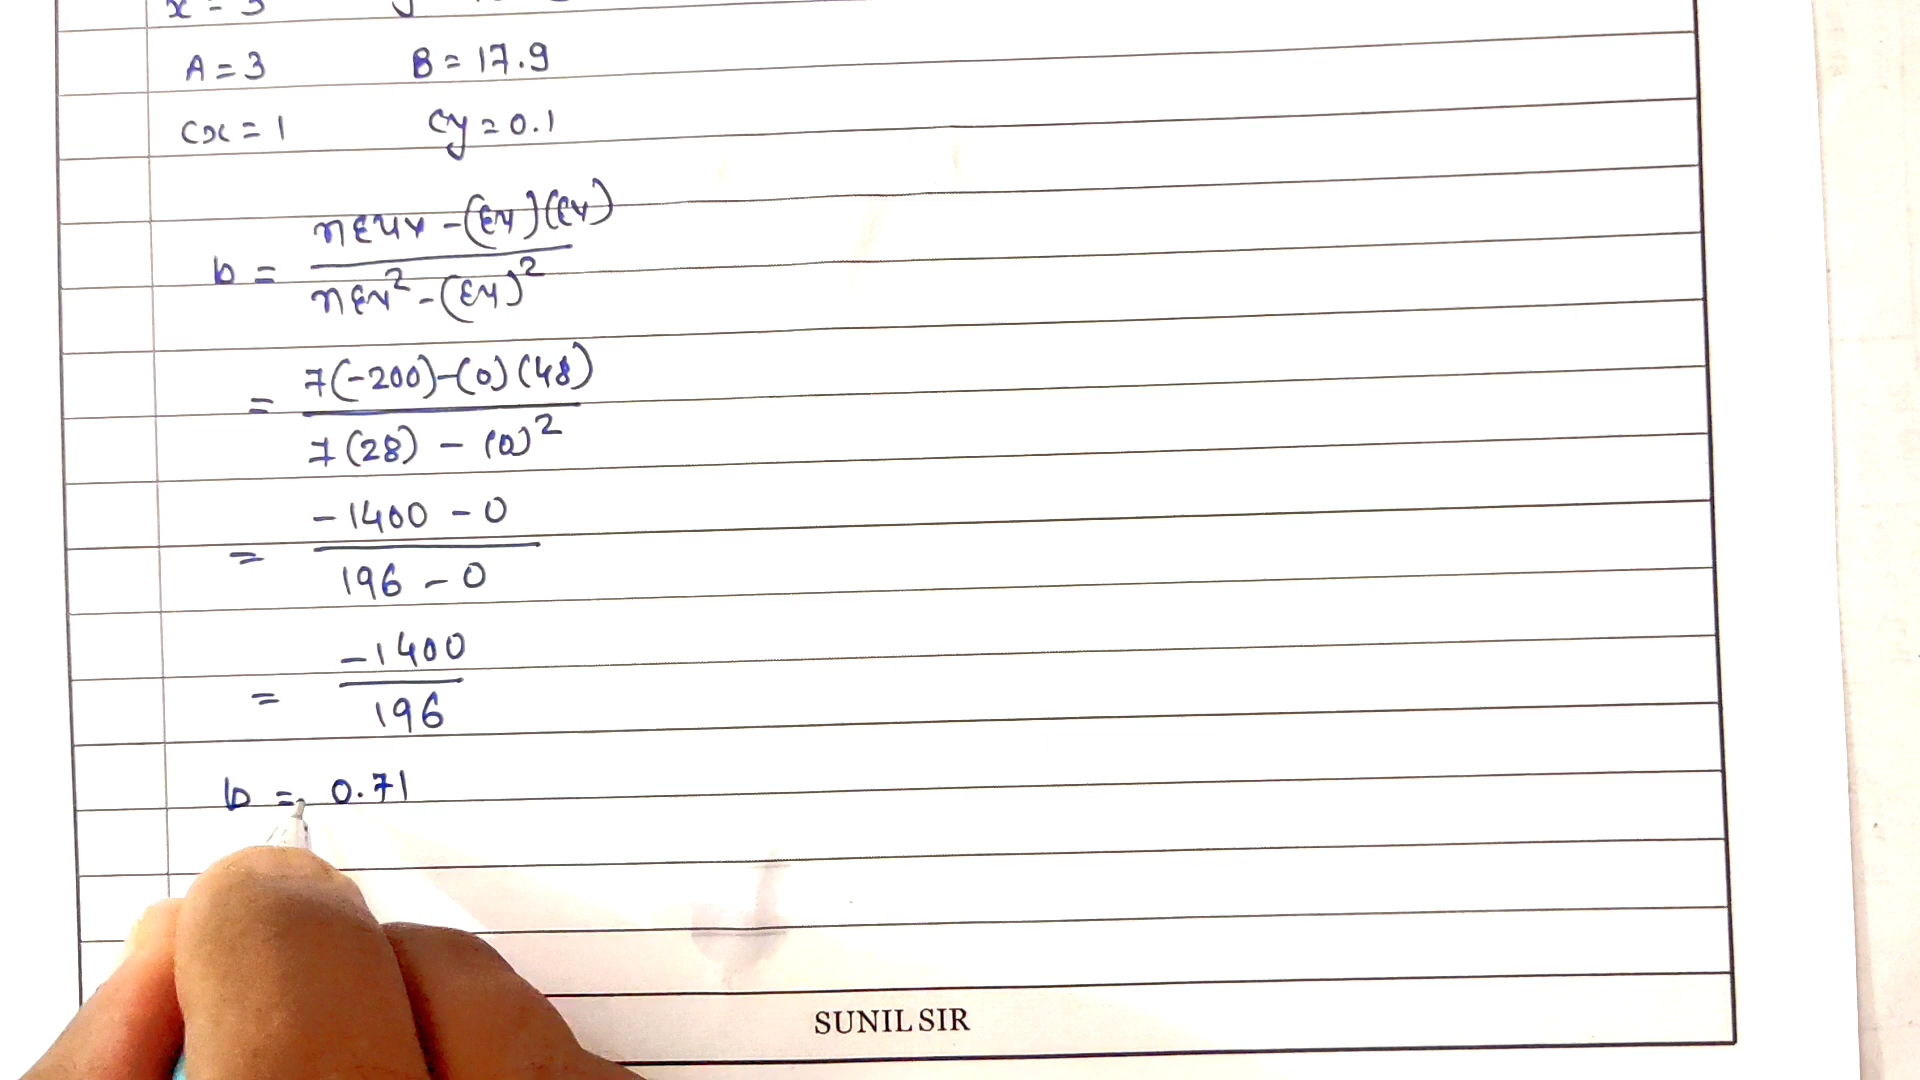 A = 3 B = 17.9
Cx = 1 Cy = 0.1
b = nΣuv - (Σu)(Σv) / nΣu² - (Σu)²
= 7(-200) - (0)(48) / 7(28) - (0)²
= -1400 - 0 / 196 - 0
= -1400 / 196
b = 0.71
SUNIL SIR